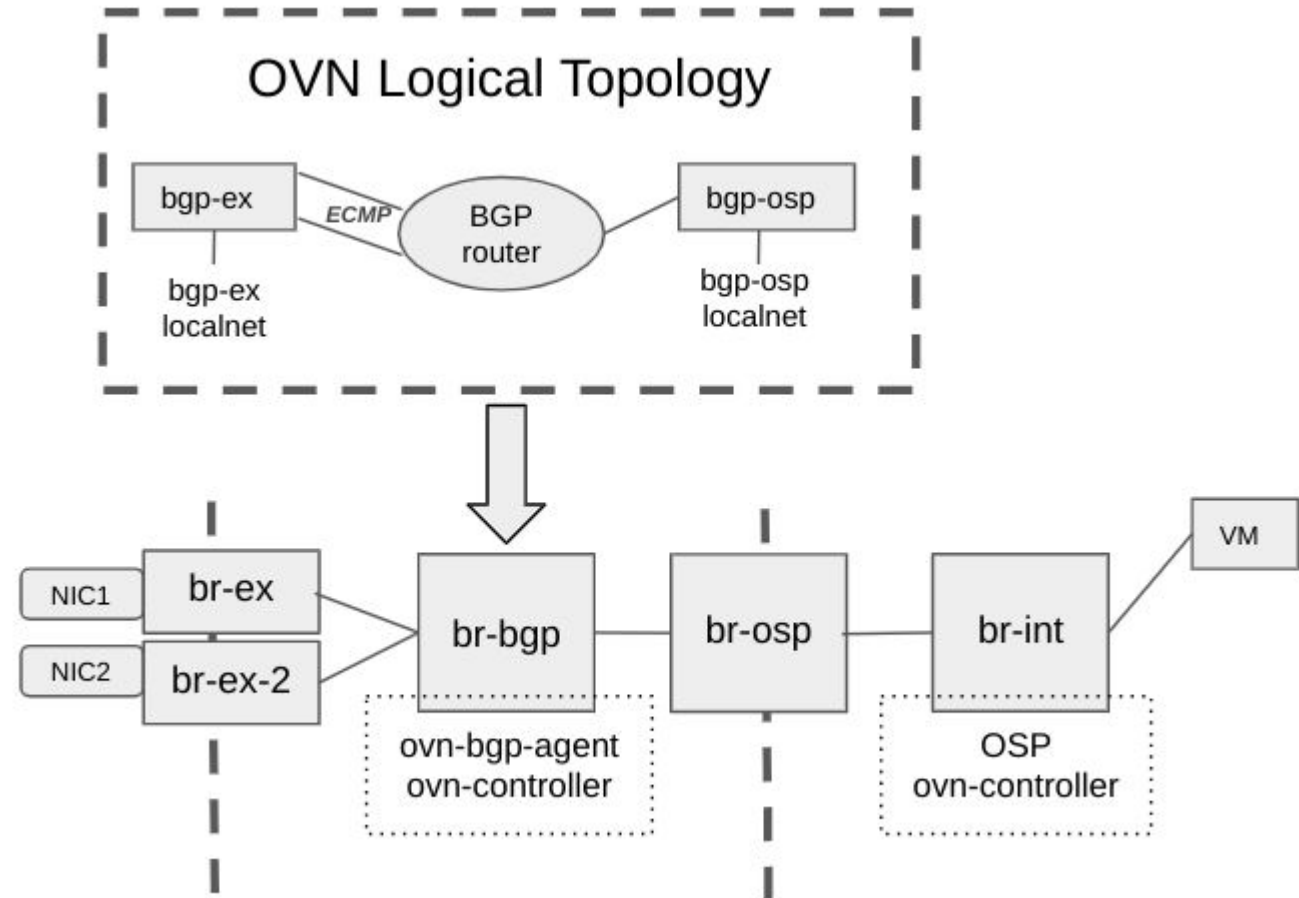 OVN Logical Topology
bgp-ex
ECMP
BGP
router
bgp-osp
bgp-ex
localnet
bgp-osp
localnet
VM
NIC1
br-ex
br-bgp
br-osp
br-int
NIC2
br-ex-2
ovn-bgp-agent
ovn-controller
OSP
ovn-controller